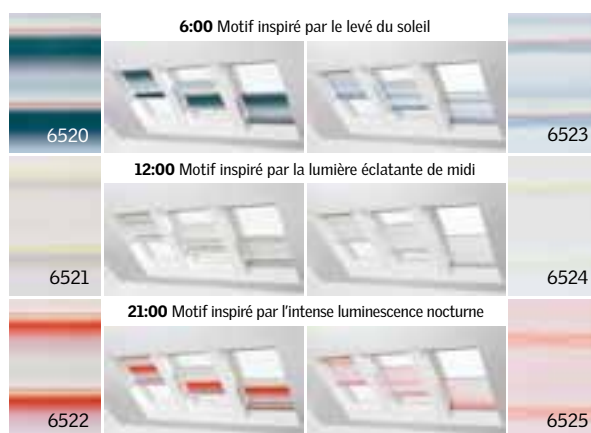 6:00 Motif inspiré par le levé du soleil
6520
6523
12:00 Motif inspiré par la lumière éclatante de midi
6521
6524
21:00 Motif inspiré par l'intense luminescence nocturne
6522
6525